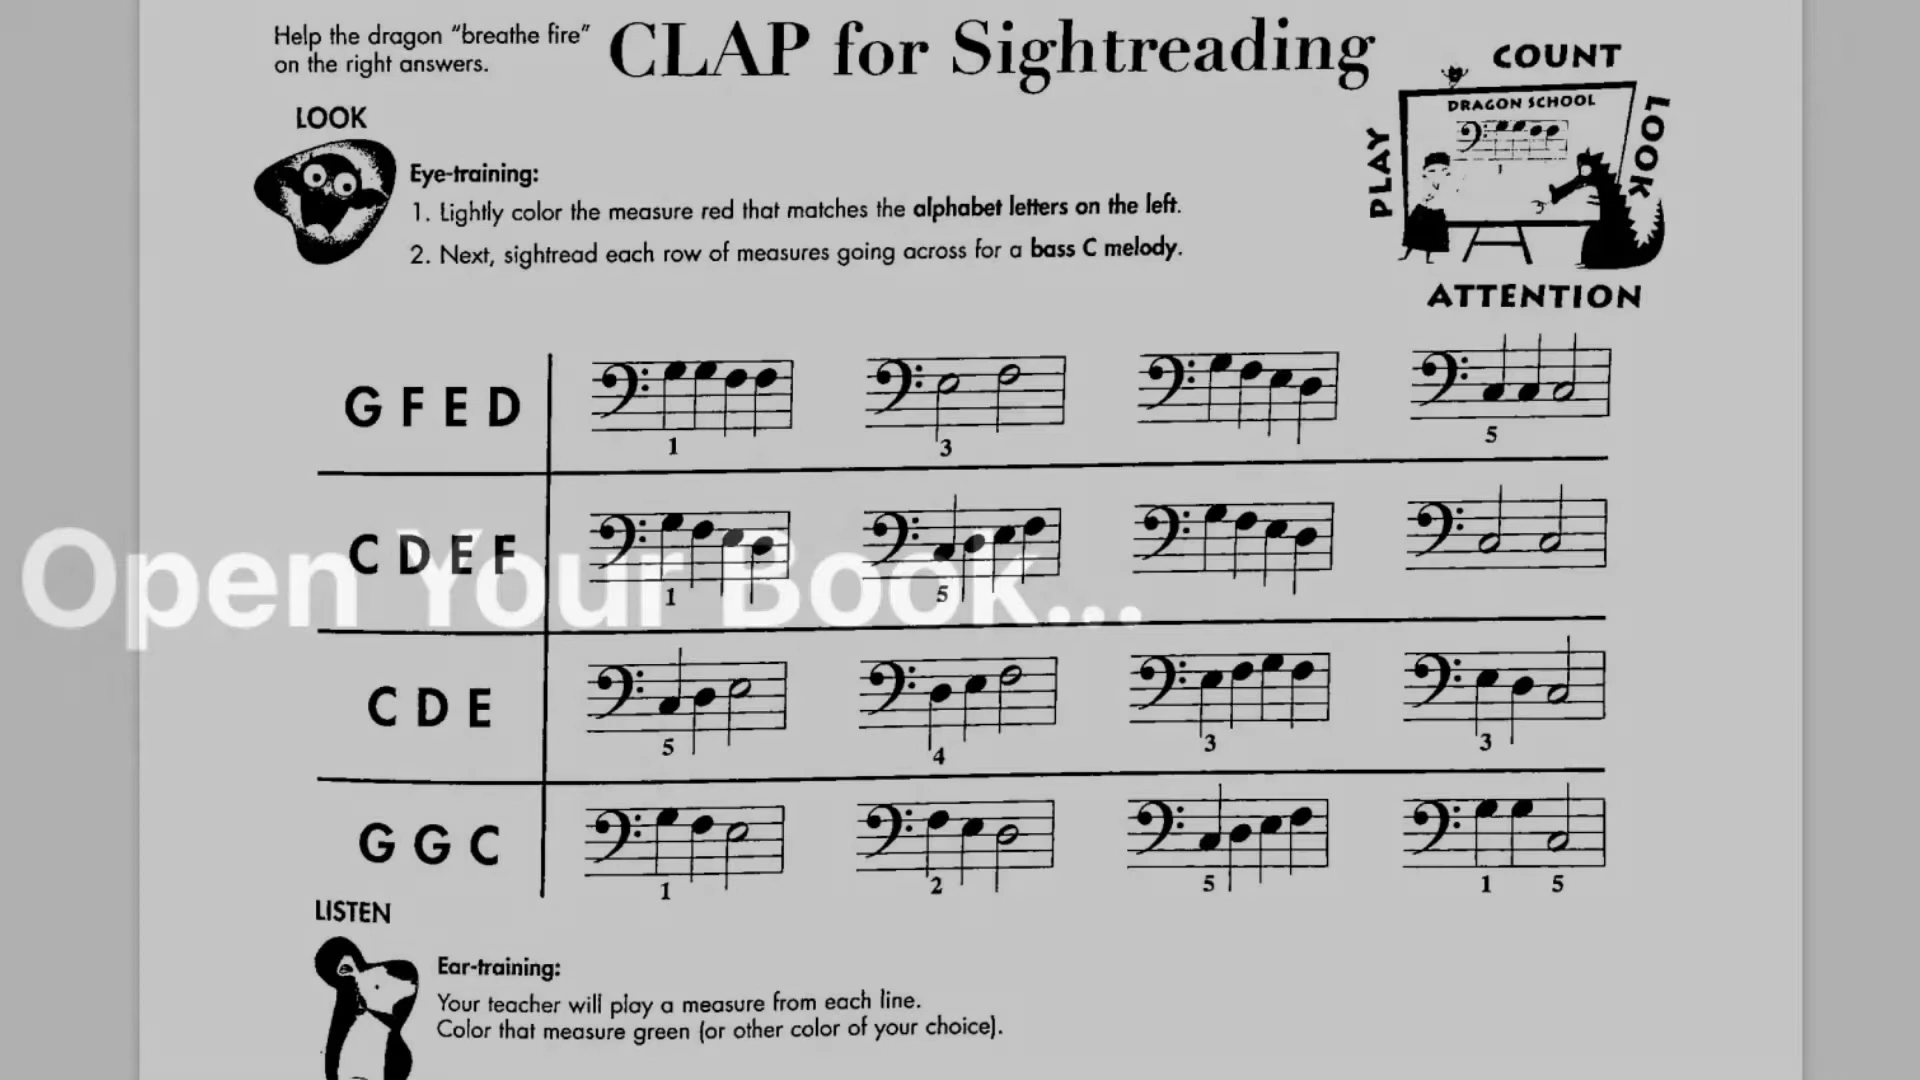 Help the dragon “breathe fire”
on the right answers.
CLAP for Sightreading
COUNT
LOOK
PLAY
DRAGON SCHOOL
1
ATTENTION
LOOK
Eye-training:
1. Lightly color the measure red that matches the alphabet letters on the left.
2. Next, sightread each row of measures going across for a bass C melody.
G F E D
1 3 5
C D E F
1 5
Open Your Book...
C D E
5 4 3 3
G G C
1 2 5 1 5
LISTEN
Ear-training:
Your teacher will play a measure from each line.
Color that measure green (or other color of your choice).